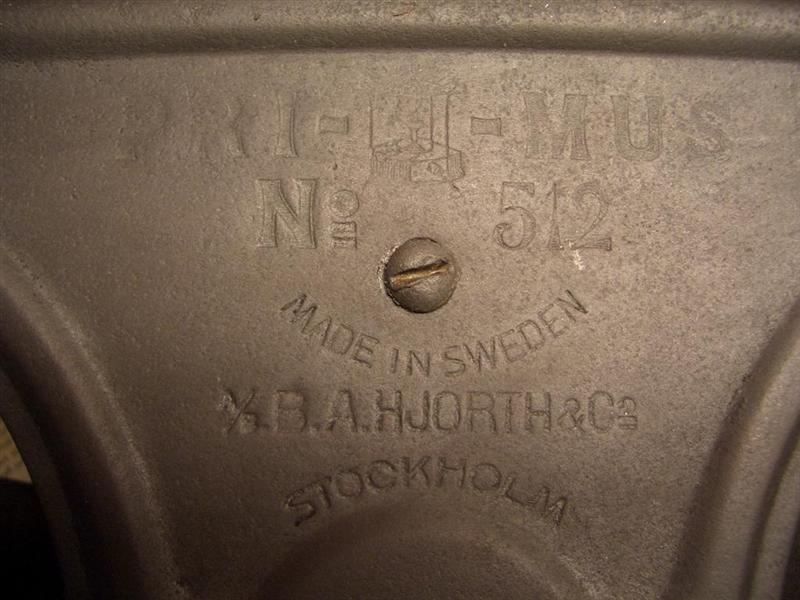 PRI-MUS
No 512
MADE IN SWEDEN
A/B. B.A. HJORTH & Co
STOCKHOLM